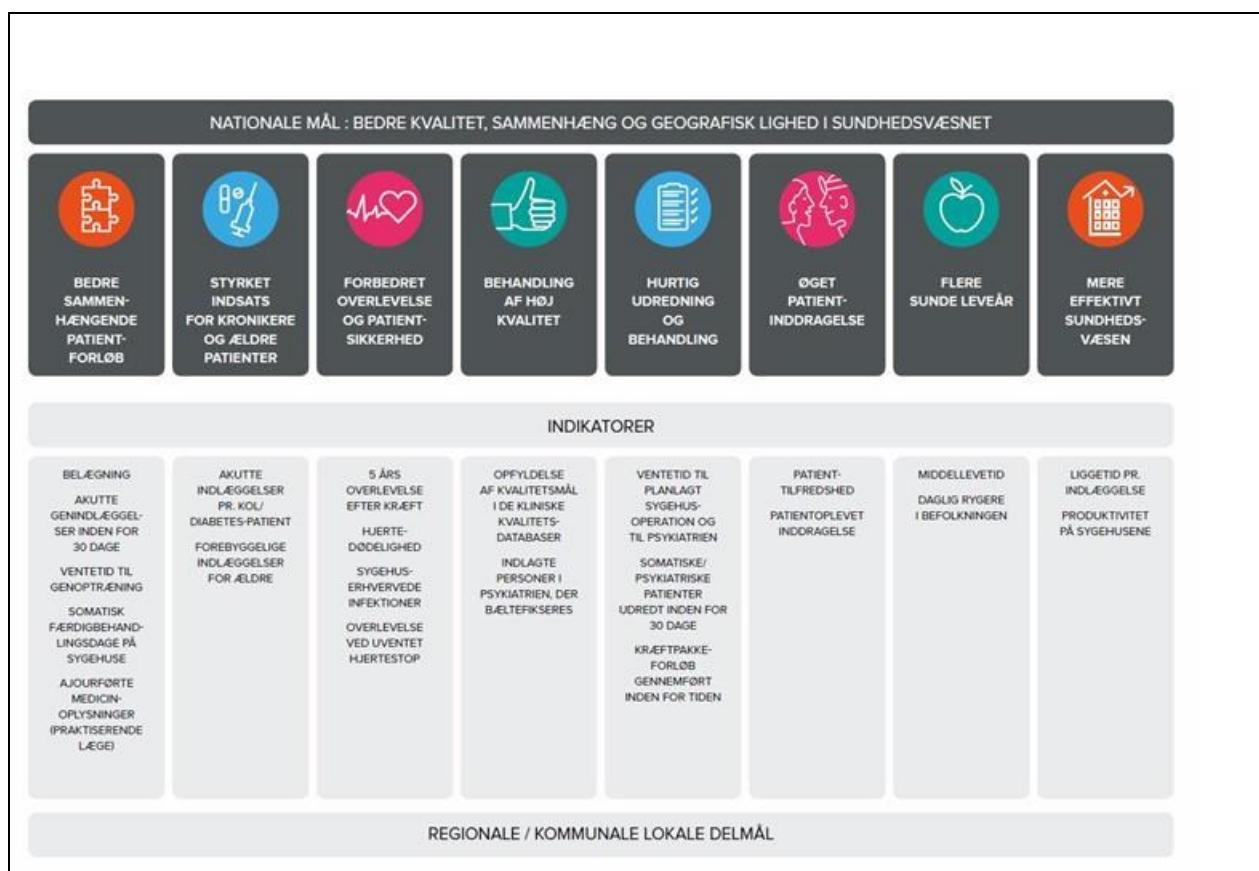 NATIONALE MÅL : BEDRE KVALITET, SAMMENHÆNG OG GEOGRAFISK LIGHED I SUNDHEDSVÆSNET
BEDRE
SAMMEN-
HÆNGENDE
PATIENT-
FORLØB
STYRKET
INDSATS
FOR KRONIKERE
OG ÆLDRE
PATIENTER
FORBEDRET
OVERLEVELSE
OG PATIENT-
SIKKERHED
BEHANDLING
AF HØJ
KVALITET
HURTIG
UDREDNING
OG
BEHANDLING
ØGET
PATIENT-
INDDRAGELSE
FLERE
SUNDE LEVEÅR
MERE
EFFEKTIVT
SUNDHEDS-
VÆSEN
INDIKATORER
BELÆGNING
AKUTTE
GENINDLÆGGEL-
SER INDEN FOR
30 DAGE
VENTETID TIL
GENOPTRÆNING
SOMATISK
FÆRDIGBEHAND-
LINGSDAGE PÅ
SYGEHUSE
AJOURFØRTE
MEDICIN-
OPLYSNINGER
(PRAKTISERENDE
LÆGE)
AKUTTE
INDLÆGGELSER
PR. KOL/
DIABETES-PATIENT
FOREBYGGELIGE
INDLÆGGELSER
FOR ÆLDRE
5 ÅRS
OVERLEVELSE
EFTER KRÆFT
HJERTE-
DØDELIGHED
SYGEHUS-
ERHVERVEDE
INFEKTIONER
OVERLEVELSE
VED UVENTET
HJERTESTOP
OPFYLDELSE
AF KVALITETSMÅL
I DE KLINISKE
KVALITETS-
DATABASER
INDLAGTE
PERSONER I
PSYKIATRIEN, DER
BÆLTEFIKSERES
VENTETID TIL
PLANLAGT
SYGEHUS-
OPERATION OG
TIL PSYKIATRIEN
SOMATISKE/
PSYKIATRISKE
PATIENTER
UDREDT INDEN FOR
30 DAGE
KRÆFTPAKKE-
FORLØB
GENNEMFØRT
INDEN FOR TIDEN
PATIENT-
TILFREDSHED
PATIENTOPLEVET
INDDRAGELSE
MIDDELLEVETID
DAGLIG RYGERE
I BEFOLKNINGEN
LIGGETID PR.
INDLÆGGELSE
PRODUKTIVITET
PÅ SYGEHUSENE
REGIONALE / KOMMUNALE LOKALE DELMÅL